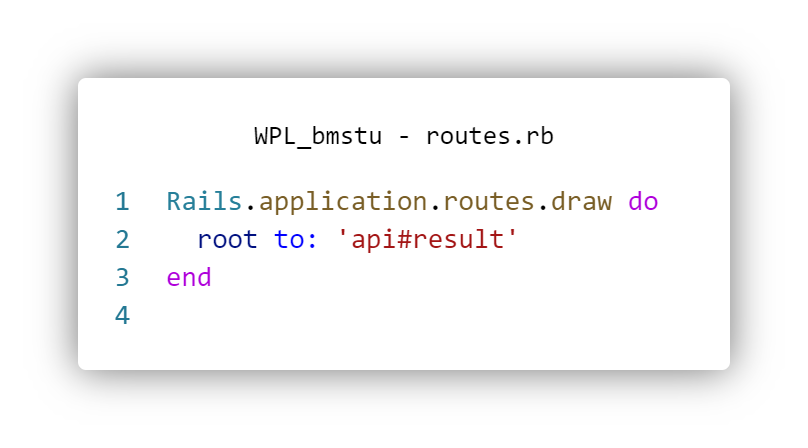 WPL_bmstu - routes.rb
1 Rails.application.routes.draw do
2   root to: 'api#result'
3 end
4